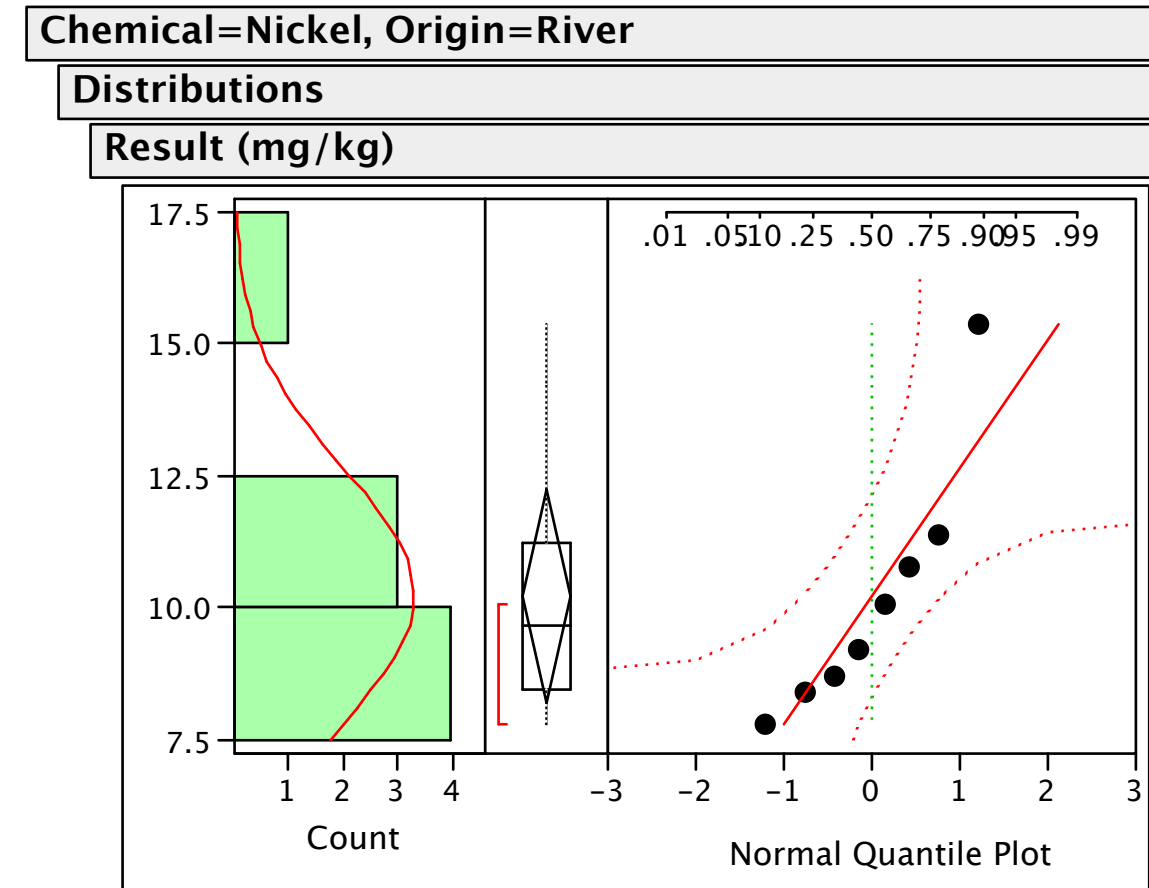 Chemical=Nickel, Origin=River
Distributions
Result (mg/kg)
17.5
15.0
12.5
10.0
7.5
1 2 3 4
Count
.01 .05 .10 .25 .50 .75 .90 .95 .99
-3 -2 -1 0 1 2 3
Normal Quantile Plot